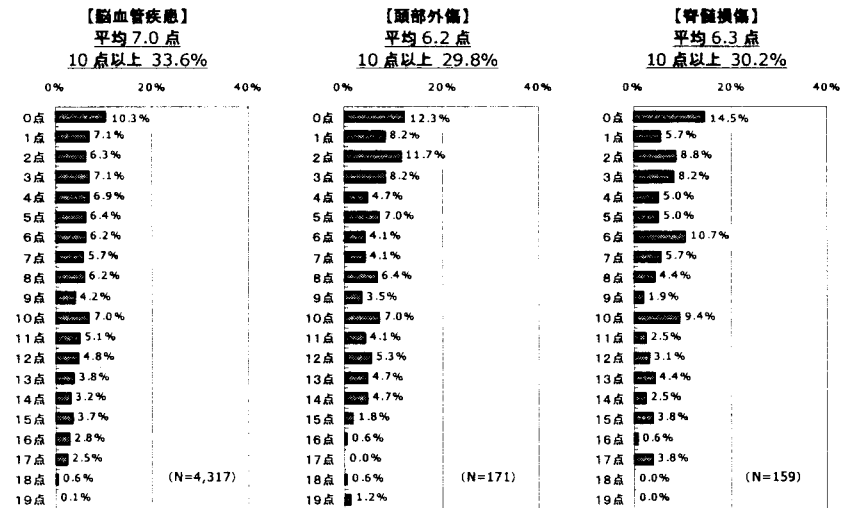 【脳血管疾患】
平均 7.0 点
10 点以上 33.6%
0% 20% 40%
0点 10.3%
1点 7.1%
2点 6.3%
3点 7.1%
4点 6.9%
5点 6.4%
6点 6.2%
7点 5.7%
8点 6.2%
9点 4.2%
10点 7.0%
11点 5.1%
12点 4.8%
13点 3.8%
14点 3.2%
15点 3.7%
16点 2.8%
17点 2.5%
18点 0.6%
19点 0.1%
(N=4,317)
【頭部外傷】
平均 6.2 点
10 点以上 29.8%
0% 20% 40%
0点 12.3%
1点 8.2%
2点 11.7%
3点 8.2%
4点 4.7%
5点 7.0%
6点 4.1%
7点 4.1%
8点 6.4%
9点 3.5%
10点 7.0%
11点 4.1%
12点 5.3%
13点 4.7%
14点 4.7%
15点 1.8%
16点 0.6%
17点 0.0%
18点 0.6%
19点 1.2%
(N=171)
【脊髄損傷】
平均 6.3 点
10 点以上 30.2%
0% 20% 40%
0点 14.5%
1点 5.7%
2点 8.8%
3点 8.2%
4点 5.0%
5点 5.0%
6点 10.7%
7点 5.7%
8点 4.4%
9点 1.9%
10点 9.4%
11点 2.5%
12点 3.1%
13点 4.4%
14点 2.5%
15点 3.8%
16点 0.6%
17点 3.8%
18点 0.0%
19点 0.0%
(N=159)